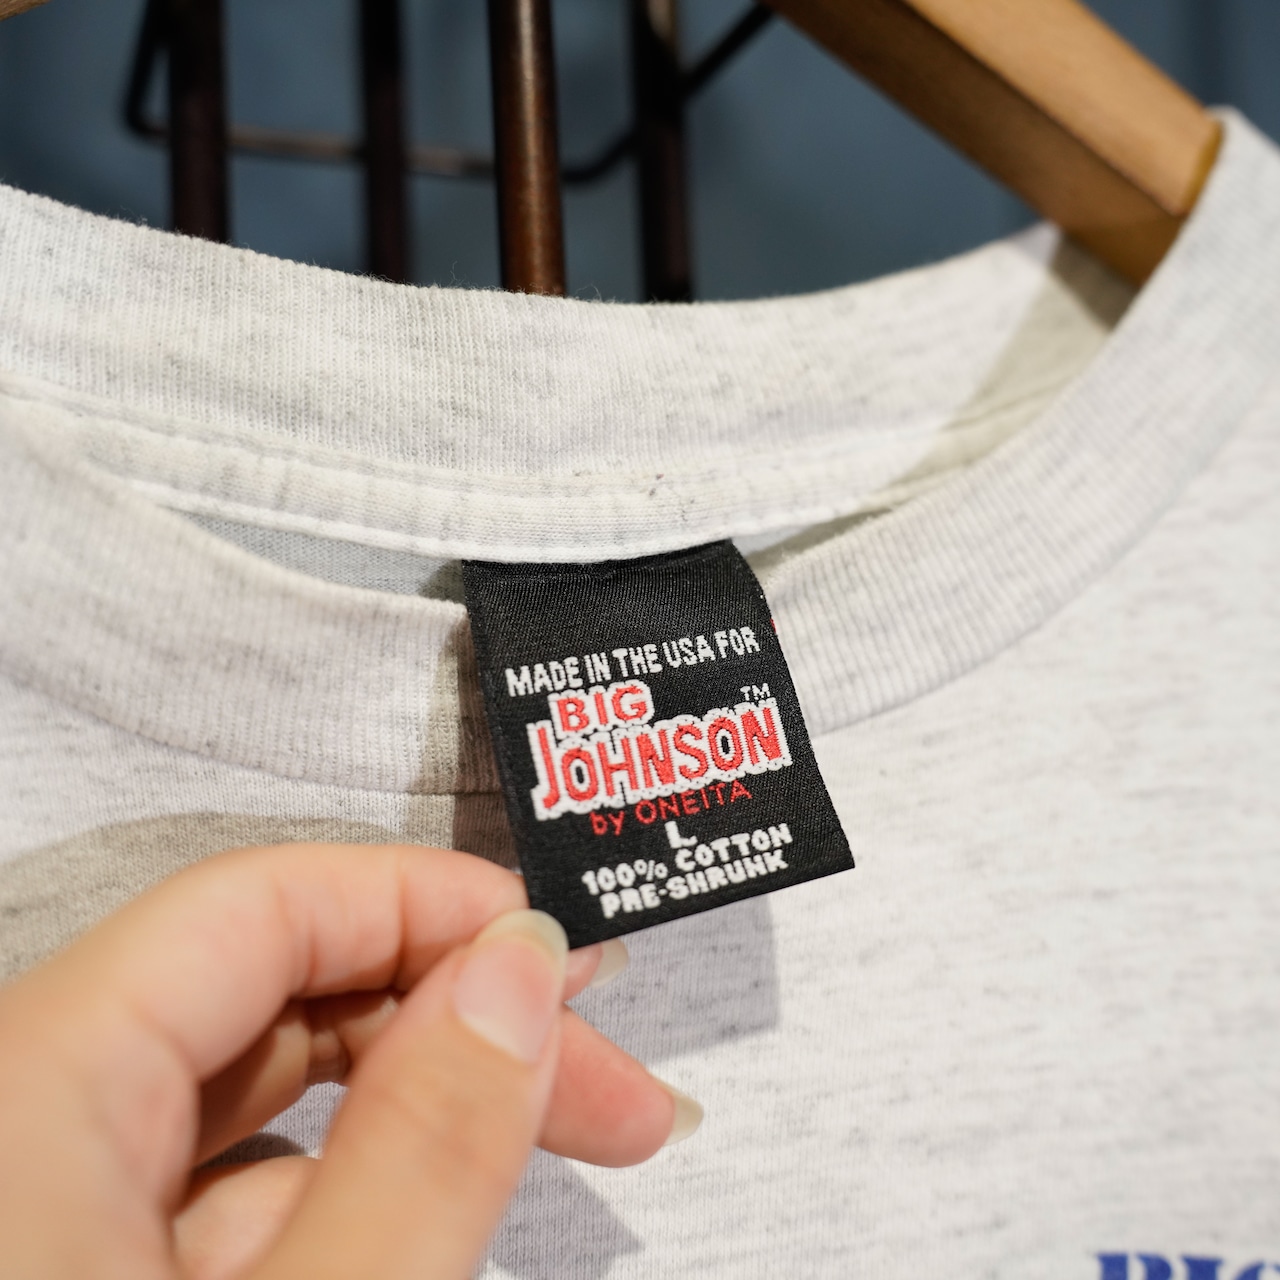 MADE IN THE USA FOR
BIG TM
JOHNSON
by ONEITA
L
100% COTTON
PRE-SHRUNK